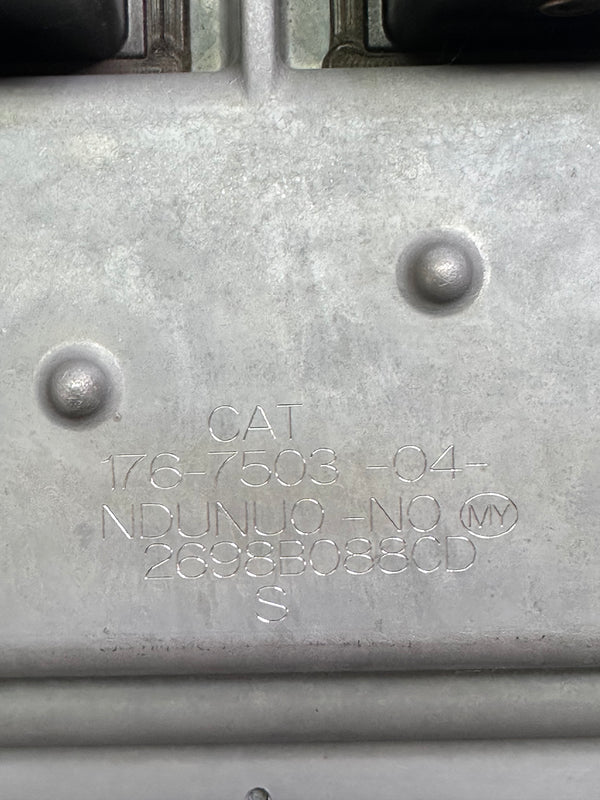 CAT
176-7503 -04-
NDUNUO -NO MY
2698B088CD
S